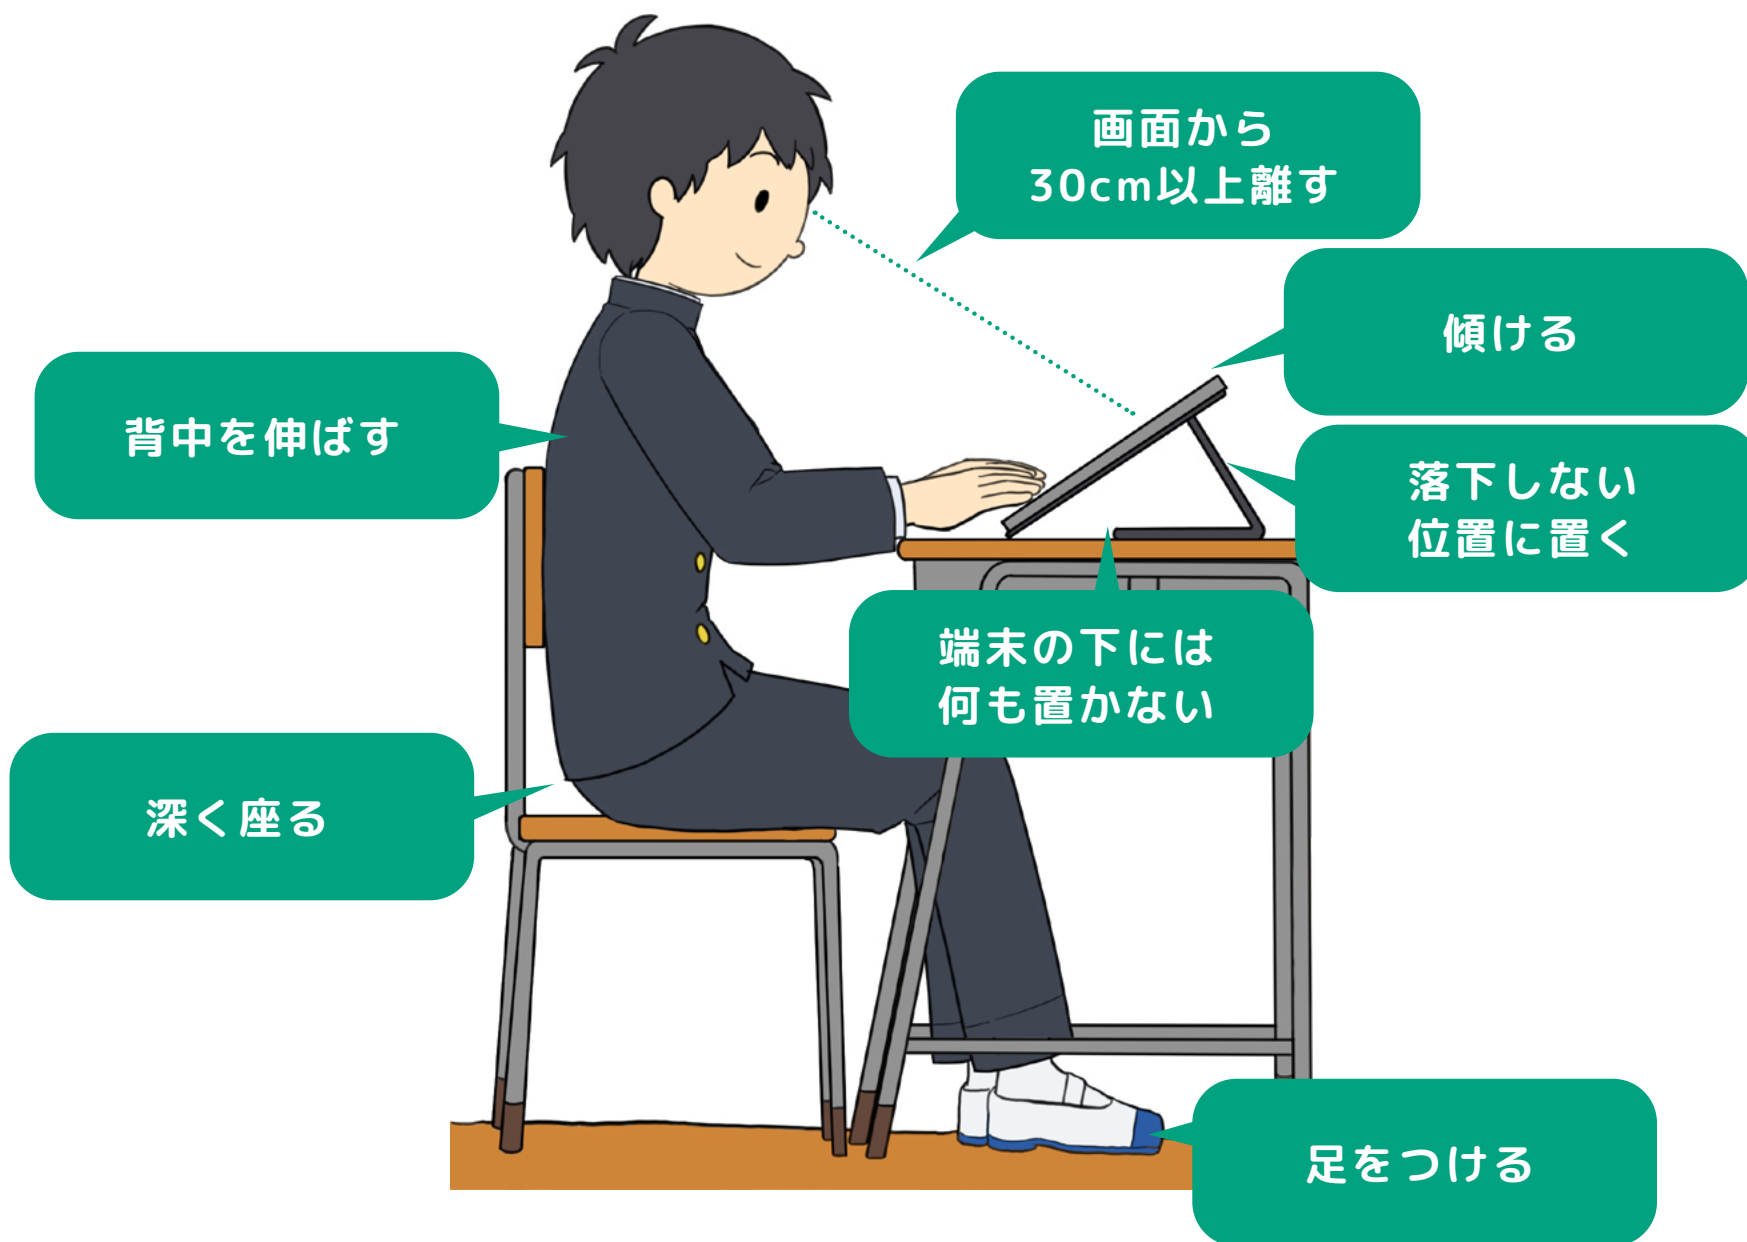 画面から
30cm以上離す
傾ける
背中を伸ばす
落下しない
位置に置く
端末の下には
何も置かない
深く座る
足をつける